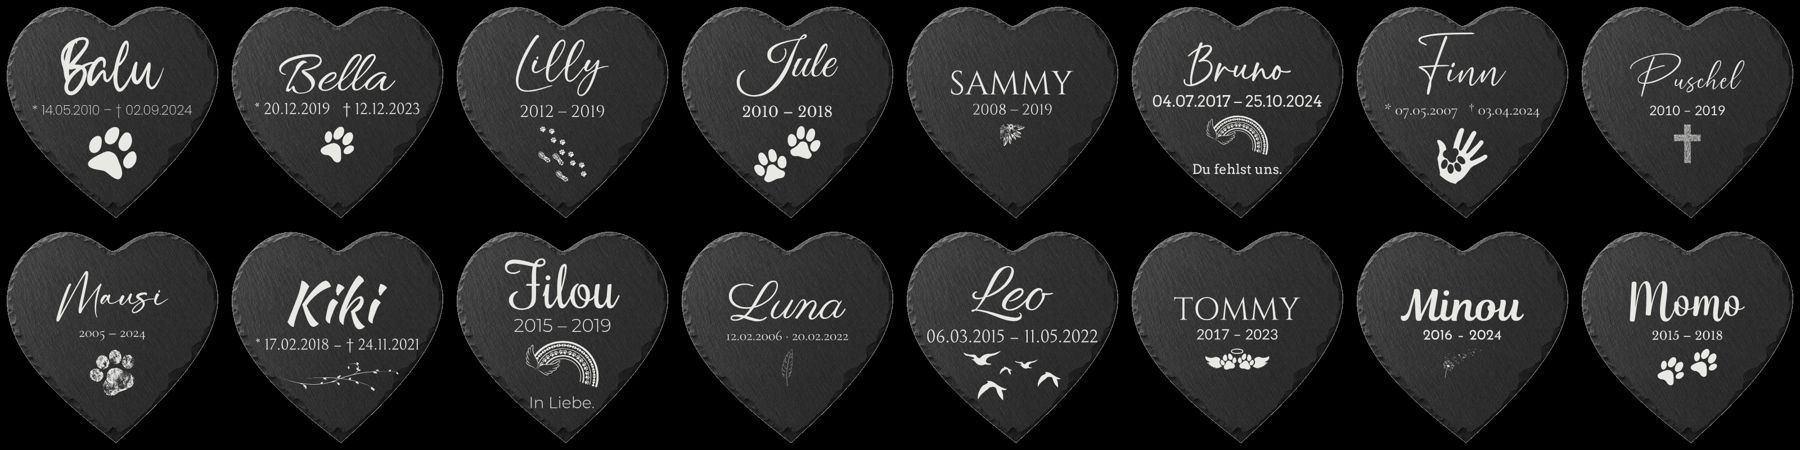 Balu
* 14.05.2010 – † 02.09.2024
Bella
* 20.12.2019 † 12.12.2023
Lilly
2012 – 2019
Jule
2010 – 2018
SAMMY
2008 – 2019
Bruno
04.07.2017 – 25.10.2024
Du fehlst uns.
Finn
* 07.05.2007 † 03.04.2024
Puschel
2010 - 2019
Mausi
2005 – 2024
Kiki
* 17.02.2018 – † 24.11.2021
Filou
2015 – 2019
In Liebe.
Luna
12.02.2006 · 20.02.2022
Leo
06.03.2015 – 11.05.2022
TOMMY
2017 - 2023
Minou
2016 - 2024
Momo
2015 – 2018